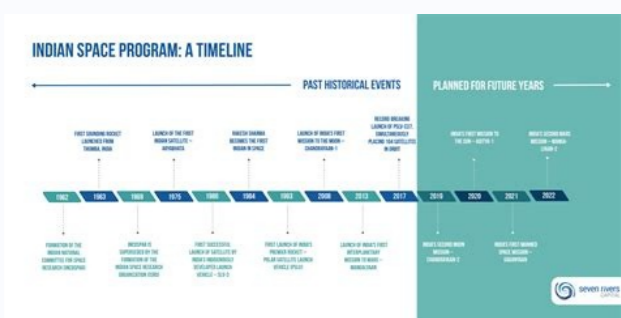 INDIAN SPACE PROGRAM: A TIMELINE
PAST HISTORICAL EVENTS
PLANNED FOR FUTURE YEARS
FIRST SOUNDING ROCKET
LAUNCHED FROM
THUMBA, INDIA
LAUNCH OF THE FIRST
INDIAN SATELLITE –
ARYABHATA
RAKESH SHARMA
BECOMES THE FIRST
INDIAN IN SPACE
LAUNCH OF INDIA'S FIRST
MISSION TO THE MOON –
CHANDRAYAAN-1
RECORD BREAKING
LAUNCH OF PSLV-C37,
SIMULTANEOUSLY
PLACING 104 SATELLITES
IN ORBIT
INDIA'S FIRST MISSION TO
THE SUN – ADITYA-1
INDIA'S SECOND MARS
MISSION –
1962
1963
1969
1975
1980
1984
1993
2008
2013
2017
2019
2020
2021
2022
FORMATION OF THE
INDIAN NATIONAL
COMMITTEE FOR SPACE
RESEARCH (INCOSPAR)
INCOSPAR IS
SUPERSEDED BY THE
FORMATION OF THE
INDIAN SPACE RESEARCH
ORGANISATION (ISRO)
FIRST SUCCESSFUL
LAUNCH OF SATELLITE BY
INDIA'S INDIGENOUSLY
DEVELOPED LAUNCH
VEHICLE – SLV-3
FIRST LAUNCH OF INDIA'S
PREMIER ROCKET –
POLAR SATELLITE LAUNCH
VEHICLE (PSLV)
LAUNCH OF INDIA'S FIRST
INTERPLANETARY
MISSION TO MARS –
MANGALYAAN
INDIA'S SECOND MOON
MISSION –
CHANDRAYAAN-2
INDIA'S FIRST MANNED
SPACE MISSION –
GAGANYAAN
seven rivers
CAPITAL